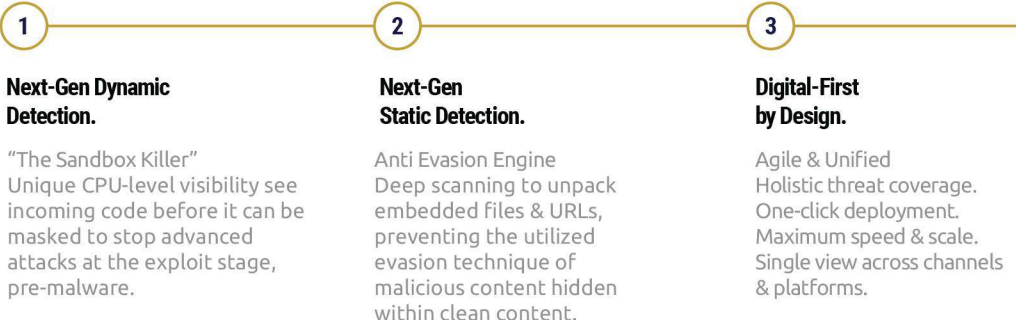 1
2
3
Next-Gen Dynamic
Detection.
“The Sandbox Killer”
Unique CPU-level visibility see
incoming code before it can be
masked to stop advanced
attacks at the exploit stage,
pre-malware.
Next-Gen
Static Detection.
Anti Evasion Engine
Deep scanning to unpack
embedded files & URLs,
preventing the utilized
evasion technique of
malicious content hidden
within clean content.
Digital-First
by Design.
Agile & Unified
Holistic threat coverage.
One-click deployment.
Maximum speed & scale.
Single view across channels
& platforms.